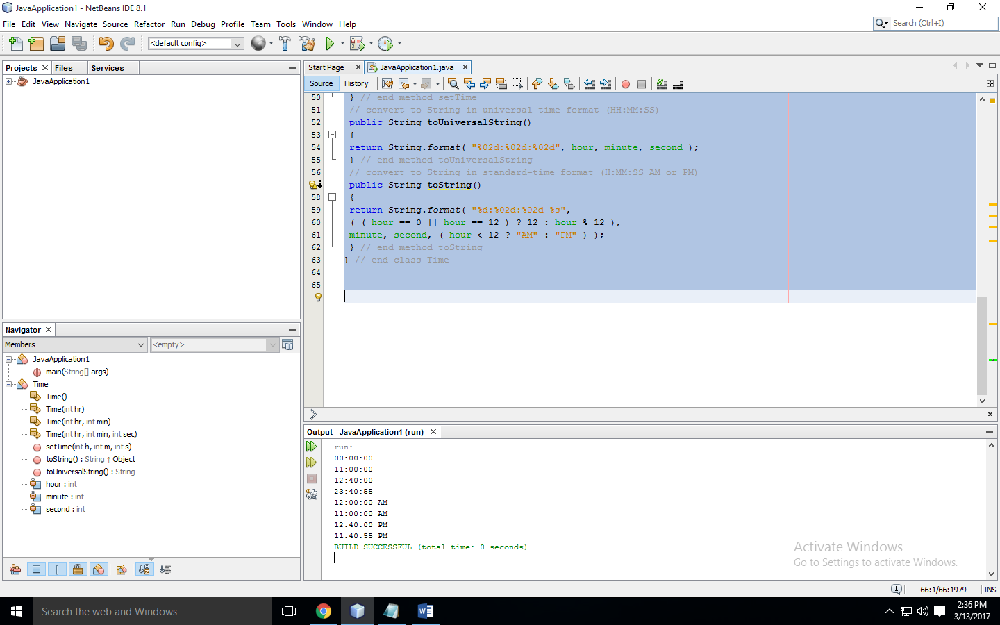 JavaApplication1 - NetBeans IDE 8.1
File Edit View Navigate Source Refactor Run Debug Profile Team Tools Window Help
Search (Ctrl+I)
<default config>
Projects
Files
Services
JavaApplication1
Start Page
JavaApplication1.java
Source
History
50 } // end method setTime
51 // convert to String in universal-time format (HH:MM:SS)
52 public String toUniversalString()
53 {
54 return String.format( "%02d:%02d:%02d", hour, minute, second );
55 } // end method toUniversalString
56 // convert to String in standard-time format (H:MM:SS AM or PM)
public String toString()
58 {
59 return String.format( "%d:%02d:%02d %s",
60 ( ( hour == 0 || hour == 12 ) ? 12 : hour % 12 ),
61 minute, second, ( hour < 12 ? "AM" : "PM" ) );
62 } // end method toString
63 } // end class Time
64
65
Navigator
Members
<empty>
JavaApplication1
main(String[] args)
Time
Time()
Time(int hr)
Time(int hr, int min)
Time(int hr, int min, int sec)
setTime(int h, int m, int s)
toString() : String ↑ Object
toUniversalString() : String
hour : int
minute : int
second : int
Output - JavaApplication1 (run)
run:
00:00:00
11:00:00
12:40:00
23:40:55
12:00:00 AM
11:00:00 AM
12:40:00 PM
11:40:55 PM
BUILD SUCCESSFUL (total time: 0 seconds)
Activate Windows
Go to Settings to activate Windows.
1
66:1/66:1979
INS
Search the web and Windows
2:36 PM
3/13/2017